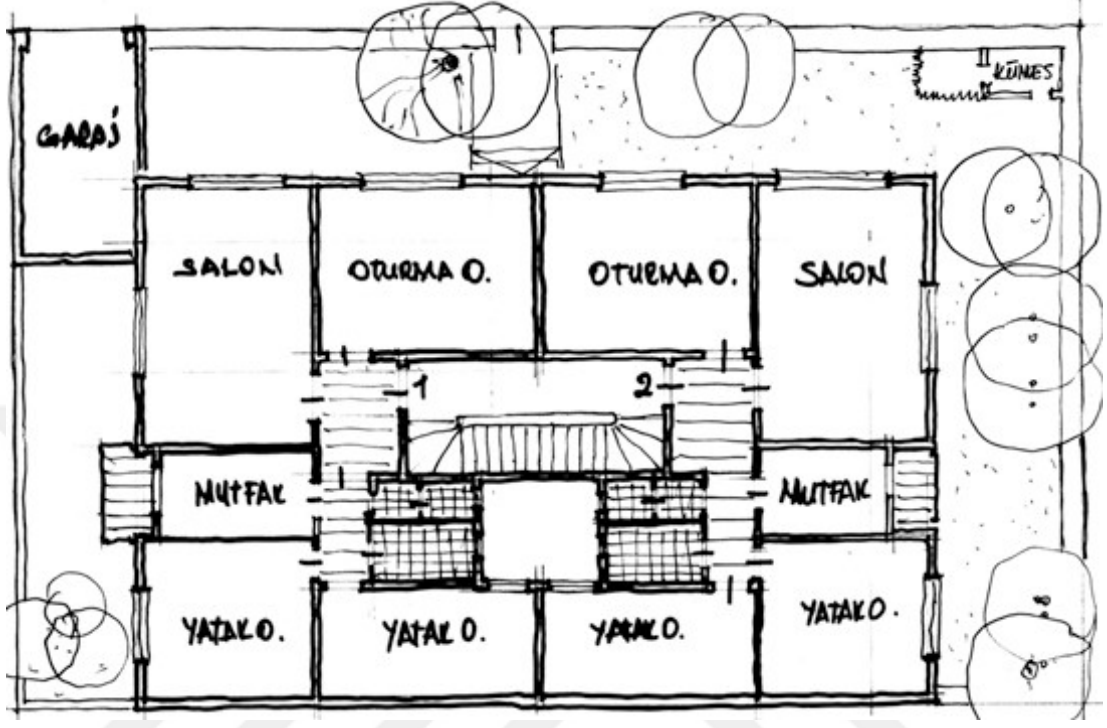 KÜMES
GARAJ
SALON
OTURMA O.
OTURMA O.
SALON
1
2
MUTFAK
MUTFAK
YATAK O.
YATAK O.
YATAK O.
YATAK O.